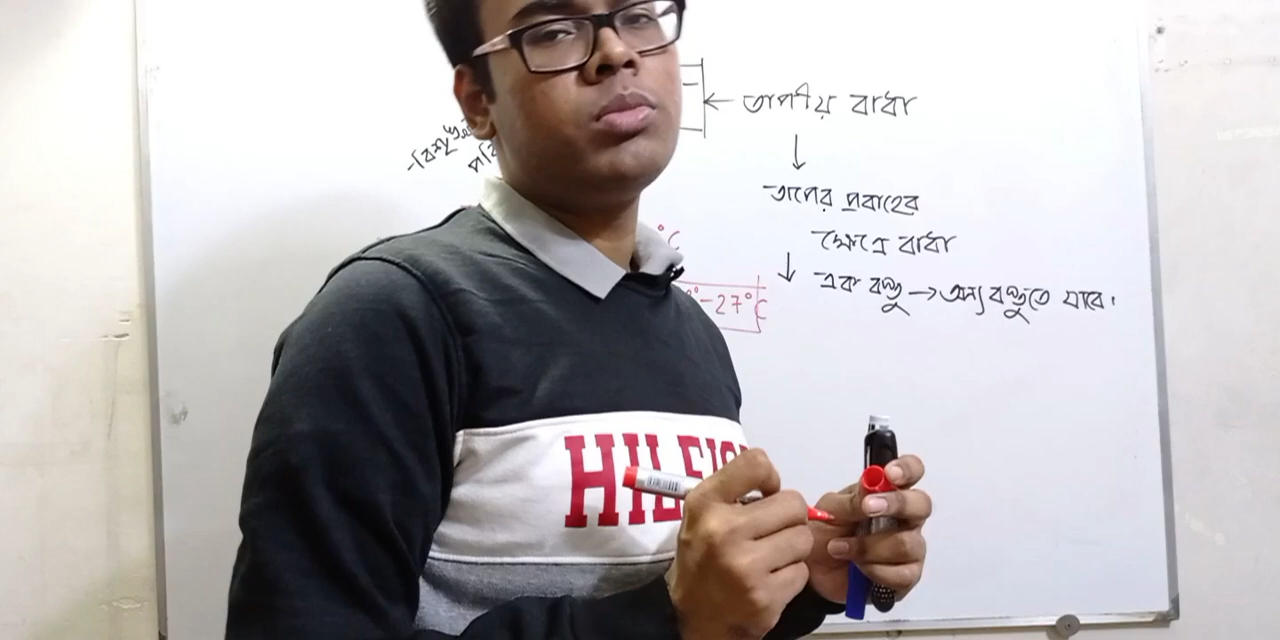 তাপীয় বাধা
তাপের প্রবাহের
ক্ষেত্রে বাধা
এক বস্তু → অন্য বস্তুতে যাবে।
°C
°-27°C
HILFIG